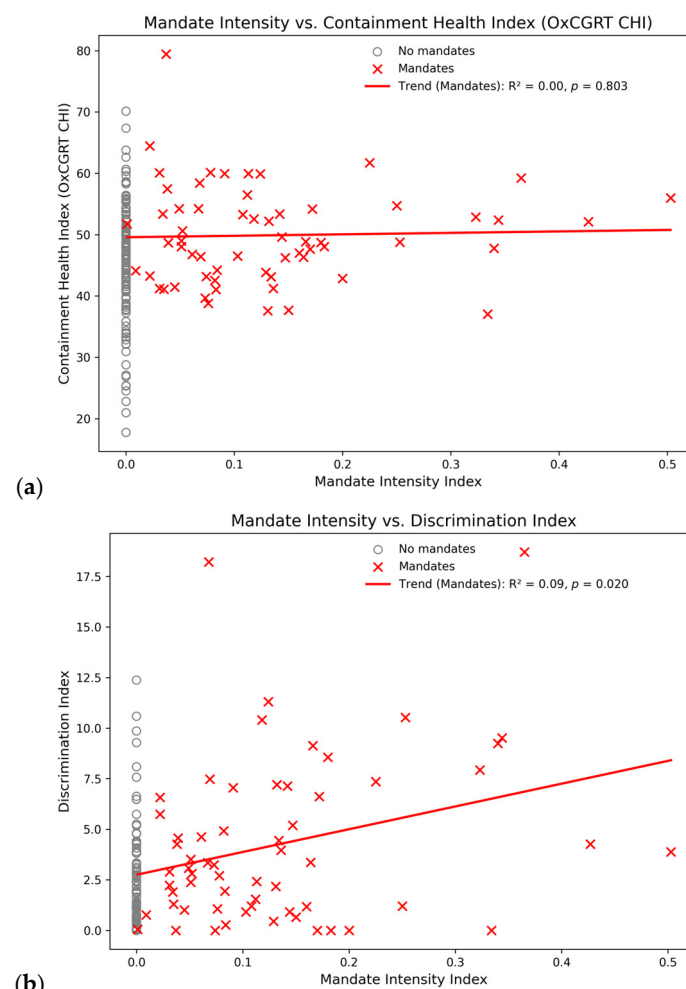 Mandate Intensity vs. Containment Health Index (OxCGRT CHI)
No mandates
Mandates
Trend (Mandates): R² = 0.00, p = 0.803
80
70
60
50
40
30
20
Containment Health Index (OxCGRT CHI)
0.0 0.1 0.2 0.3 0.4 0.5
Mandate Intensity Index
(a)
Mandate Intensity vs. Discrimination Index
No mandates
Mandates
Trend (Mandates): R² = 0.09, p = 0.020
17.5
15.0
12.5
10.0
7.5
5.0
2.5
0.0
Discrimination Index
0.0 0.1 0.2 0.3 0.4 0.5
Mandate Intensity Index
(b)